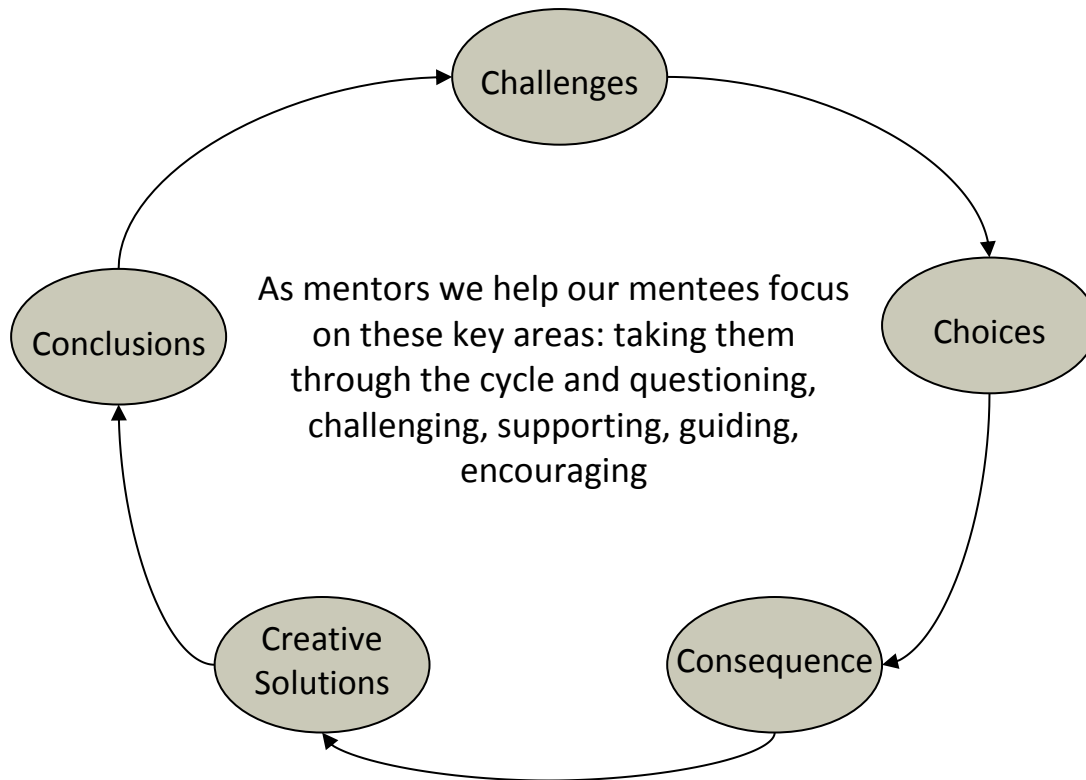 Challenges
Choices
Consequence
Creative
Solutions
Conclusions
As mentors we help our mentees focus
on these key areas: taking them
through the cycle and questioning,
challenging, supporting, guiding,
encouraging